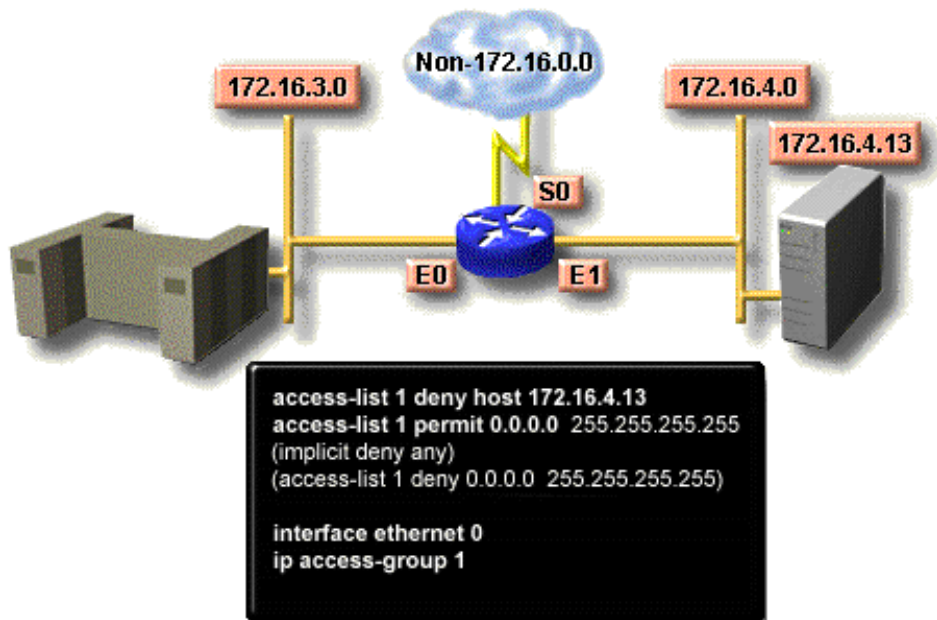 Non-172.16.0.0
172.16.3.0
172.16.4.0
172.16.4.13
S0
E0
E1
access-list 1 deny host 172.16.4.13
access-list 1 permit 0.0.0.0 255.255.255.255
(implicit deny any)
(access-list 1 deny 0.0.0.0 255.255.255.255)
interface ethernet 0
ip access-group 1